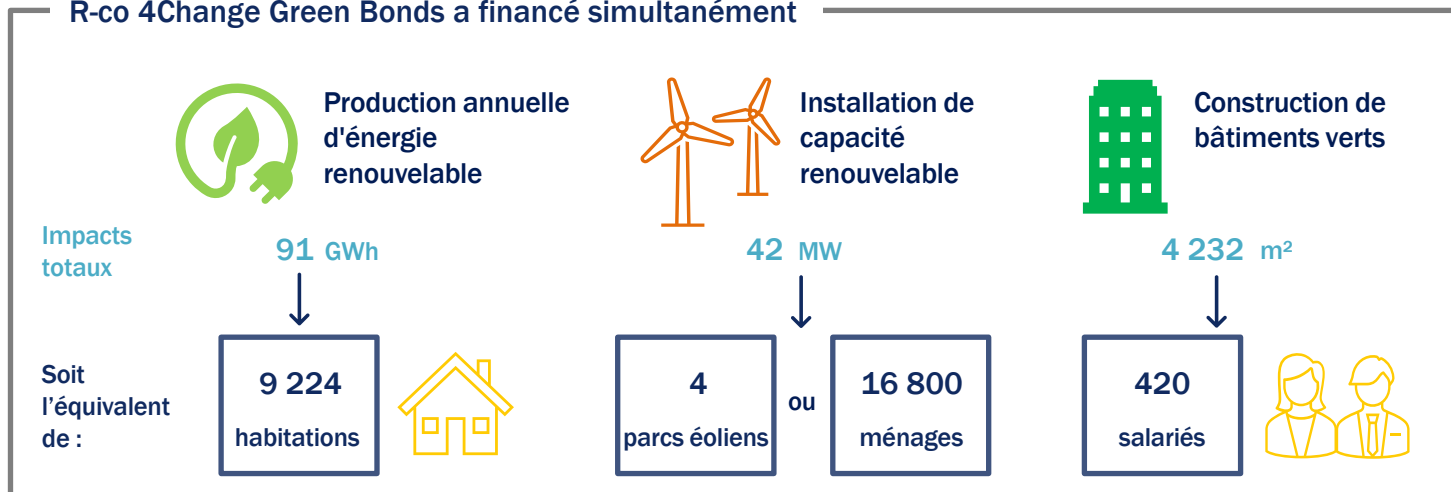 R-co 4Change Green Bonds a financé simultanément
Production annuelle
d'énergie
renouvelable
Installation de
capacité
renouvelable
Construction de
bâtiments verts
Impacts
totaux
91 GWh
42 MW
4 232 m²
Soit
l'équivalent
de :
9 224
habitations
4
parcs éoliens
ou
16 800
ménages
420
salariés